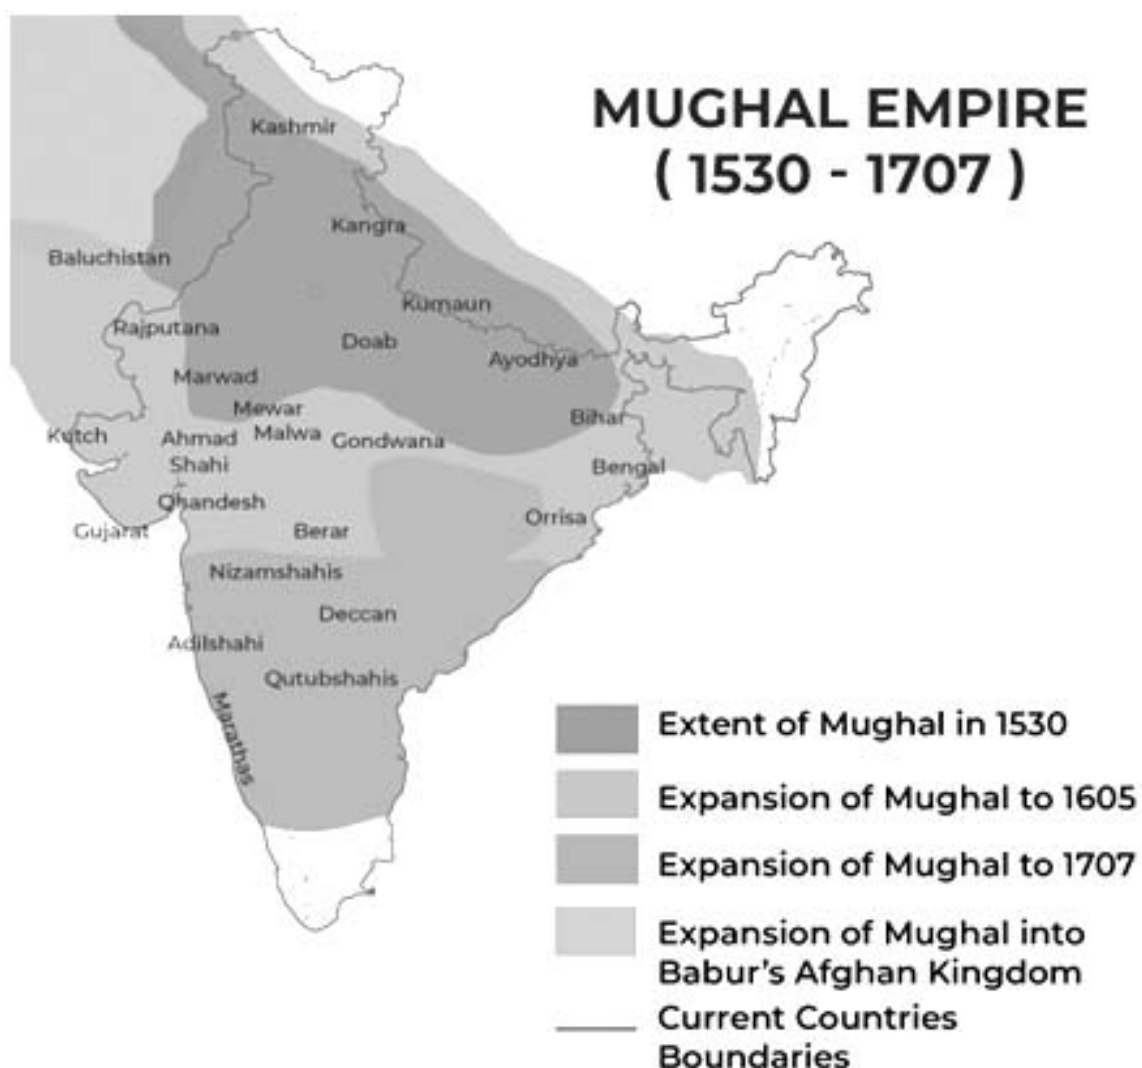 MUGHAL EMPIRE
( 1530 - 1707 )
Kashmir
Kangra
Baluchistan
Kumaun
Rajputana
Doab
Ayodhya
Marwad
Mewar
Bihar
Kutch
Ahmad
Shahi
Malwa
Gondwana
Bengal
Qhandesh
Gujarat
Berar
Orrisa
Nizamshahis
Deccan
Adilshahi
Qutubshahis
Marathas
Extent of Mughal in 1530
Expansion of Mughal to 1605
Expansion of Mughal to 1707
Expansion of Mughal into
Babur's Afghan Kingdom
Current Countries
Boundaries